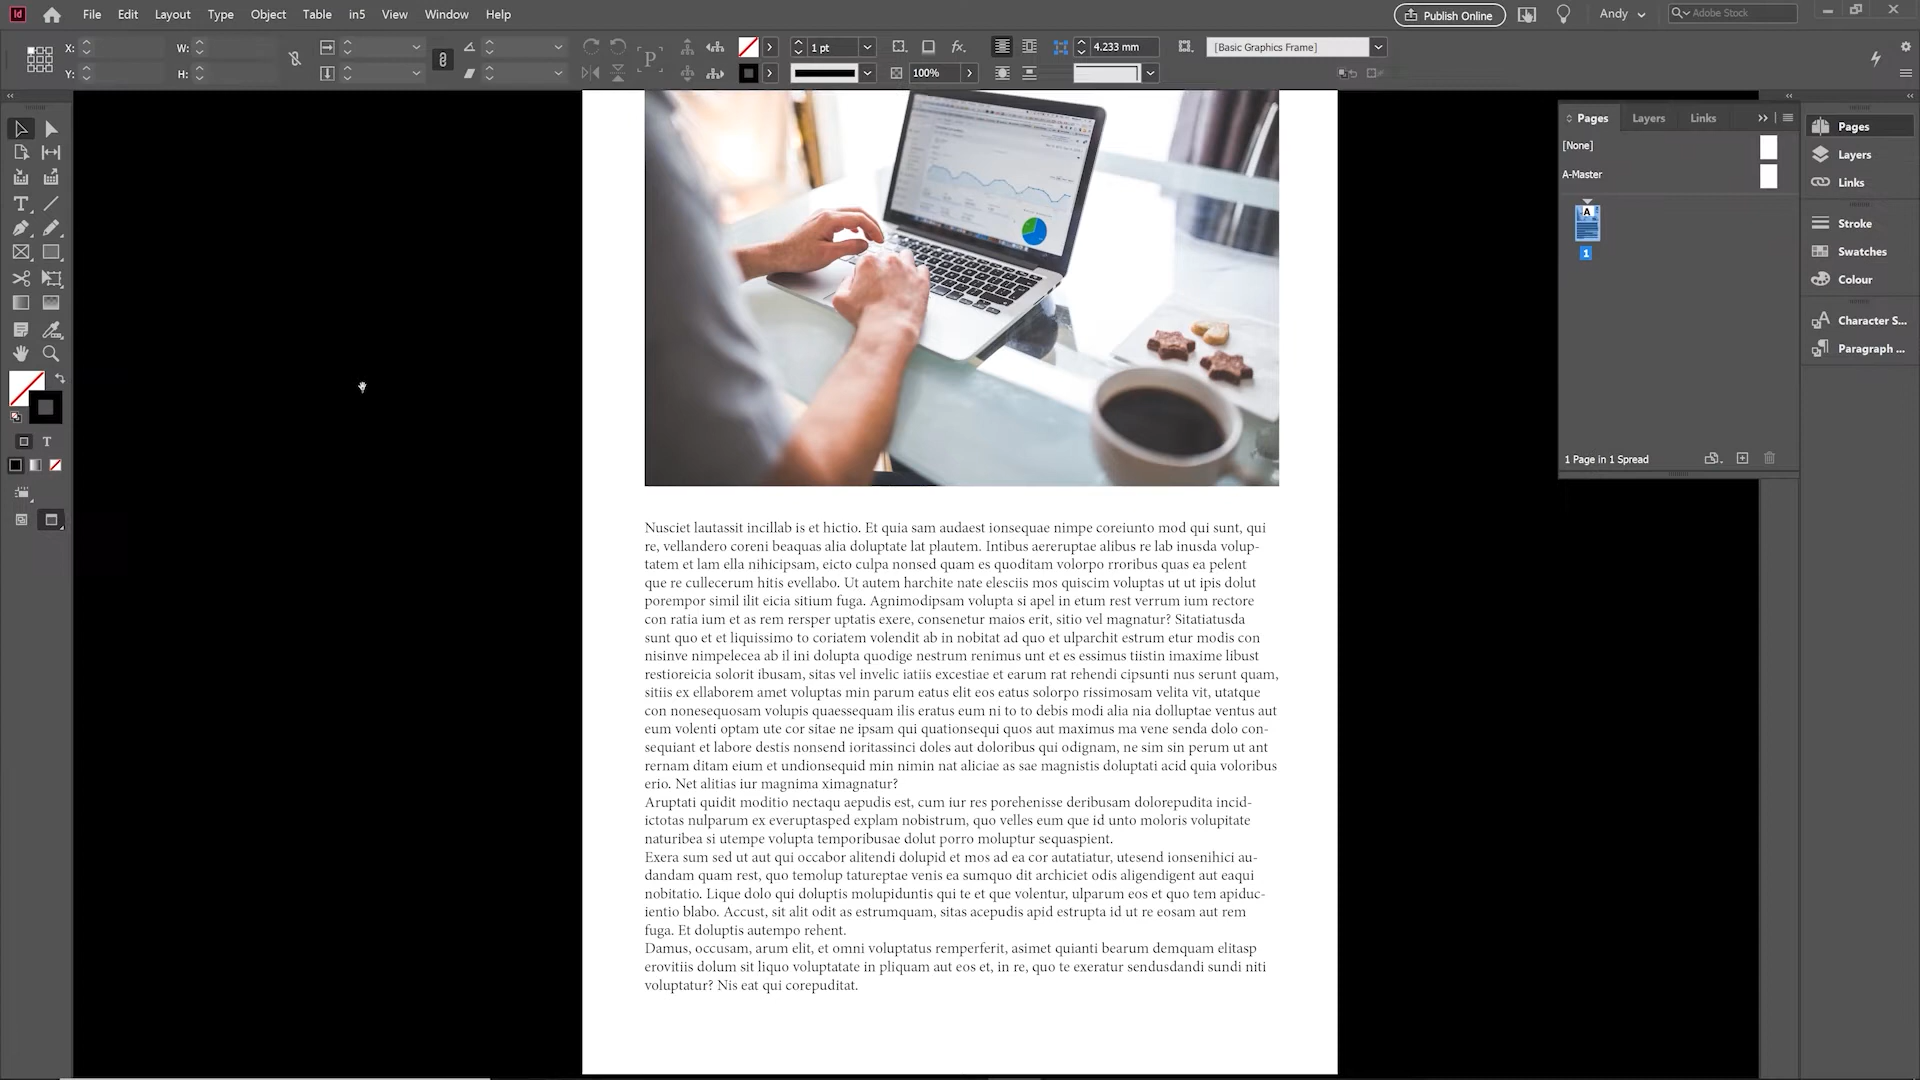 Id
File Edit Layout Type Object Table in5 View Window Help
Publish Online
Andy
Adobe Stock
X: W: 1 pt fx. 4.233 mm [Basic Graphics Frame]
Y: H: P 100%
Pages Layers Links
[None]
A-Master
A
1
1 Page in 1 Spread
Pages
Layers
Links
Stroke
Swatches
Colour
Character S...
Paragraph ...
Nusciet lautassit incillab is et hictio. Et quia sam audaest ionsequae nimpe coreiunto mod qui sunt, qui
re, vellandero coreni beaquas alia doluptate lat plautem. Intibus aereruptae alibus re lab inusda volup-
tatem et lam ella nihicipsam, eicto culpa nonsed quam es quoditam volorpo rroribus quas ea pelent
que re cullecerum hitis evellabo. Ut autem harchite nate elesciis mos quiscim voluptas ut ut ipis dolut
porempor simil ilit eicia sitium fuga. Agnimodipsam volupta si apel in etum rest verrum ium rectore
con ratia ium et as rem rersper uptatis exere, consenetur maios erit, sitio vel magnatur? Sitatiatusda
sunt quo et et liquissimo to coriatem volendit ab in nobitat ad quo et ulparchit estrum etur modis con
nisinve nimpelecea ab il ini dolupta quodige nestrum renimus unt et es essimus tiistin imaxime libust
restioreicia solorit ibusam, sitas vel invelic iatiis excestiae et earum rat rehendi cipsunti nus serunt quam,
sitiis ex ellaborem amet voluptas min parum eatus elit eos eatus solorpo rissimosam velita vit, utatque
con nonesequosam volupis quaessequam ilis eratus eum ni to to debis modi alia nia dolluptae ventus aut
eum volenti optam ute cor sitae ne ipsam qui quationsequi quos aut maximus ma vene senda dolo con-
sequiant et labore destis nonsend ioritassinci doles aut doloribus qui odignam, ne sim sin perum ut ant
rernam ditam eium et undionsequid min nimin nat aliciae as sae magnistis doluptati acid quia voloribus
erio. Net alitias iur magnima ximagnatur?
Aruptati quidit moditio nectaqu aepudis est, cum iur res porehenisse deribusam dolorepudita incid-
ictotas nulparum ex everuptasped explam nobistrum, quo velles eum que id unto moloris volupitate
naturibea si utempe volupta temporibusae dolut porro moluptur sequaspient.
Exera sum sed ut aut qui occabor alitendi dolupid et mos ad ea cor autatiatur, utesend ionsenihici au-
dandam quam rest, quo temolup tatureptae venis ea sumquo dit archiciet odis aligendigent aut eaqui
nobitatio. Lique dolo qui doluptis molupiduntis qui te et que volentur, ulparum eos et quo tem apiduc-
ientio blabo. Accust, sit alit odit as estrumquam, sitas acepudis apid estrupta id ut re eosam aut rem
fuga. Et doluptis autempo rehent.
Damus, occusam, arum elit, et omni voluptatus remperferit, asimet quianti bearum demquam elitasp
erovitiis dolum sit liquo voluptatate in pliquam aut eos et, in re, quo te exeratur sendusdandi sundi niti
voluptatur? Nis eat qui corepuditat.